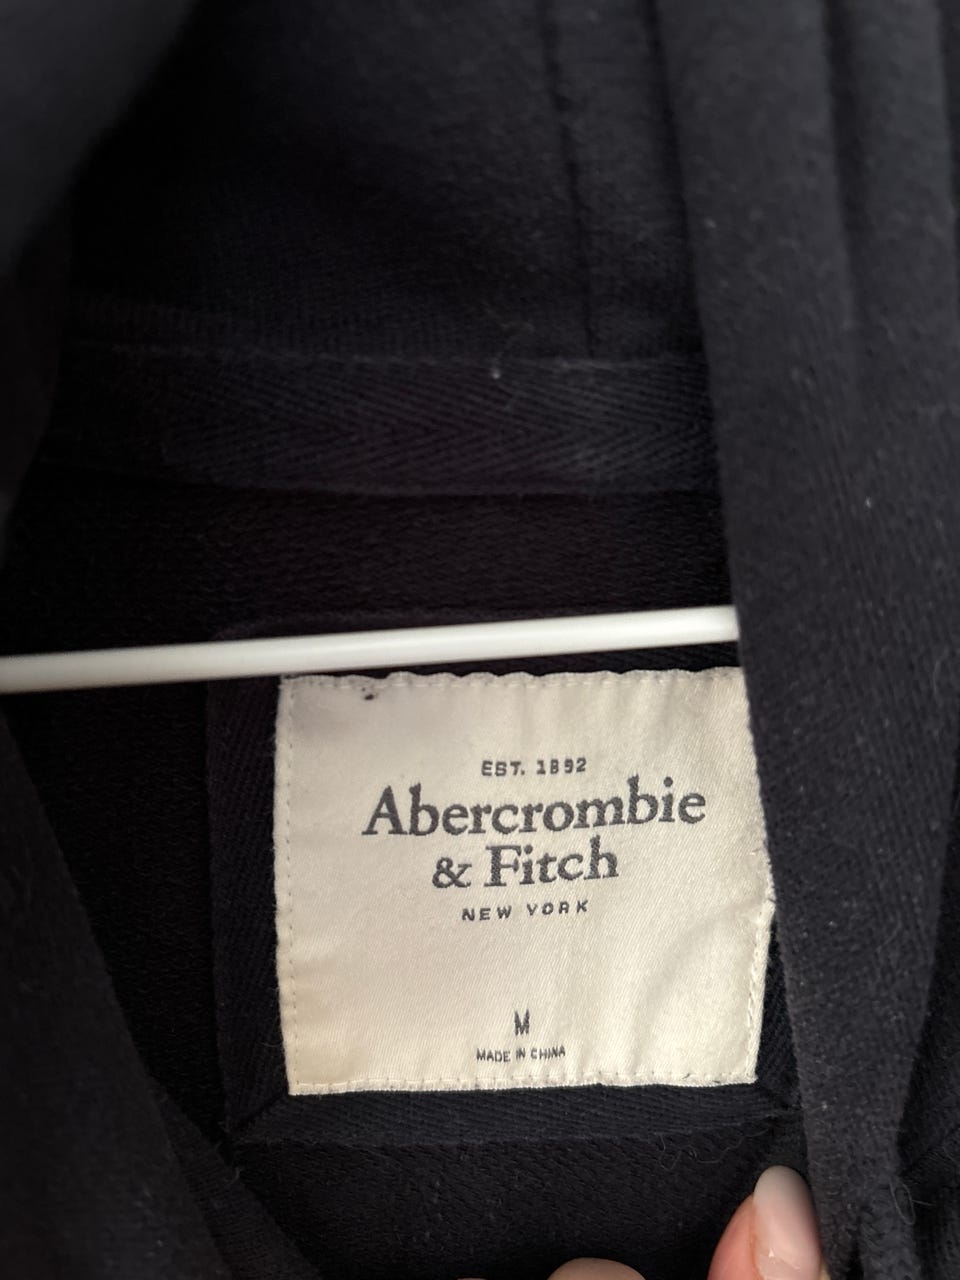 EST. 1892
Abercrombie
& Fitch
NEW YORK
M
MADE IN CHINA